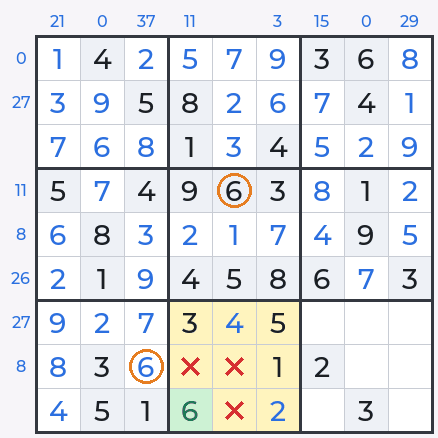 21 0 37 11 3 15 0 29
0 1 4 2 5 7 9 3 6 8
27 3 9 5 8 2 6 7 4 1
7 6 8 1 3 4 5 2 9
11 5 7 4 9 6 3 8 1 2
8 6 8 3 2 1 7 4 9 5
26 2 1 9 4 5 8 6 7 3
27 9 2 7 3 4 5
8 8 3 6 × × 1 2
4 5 1 6 × 2 3